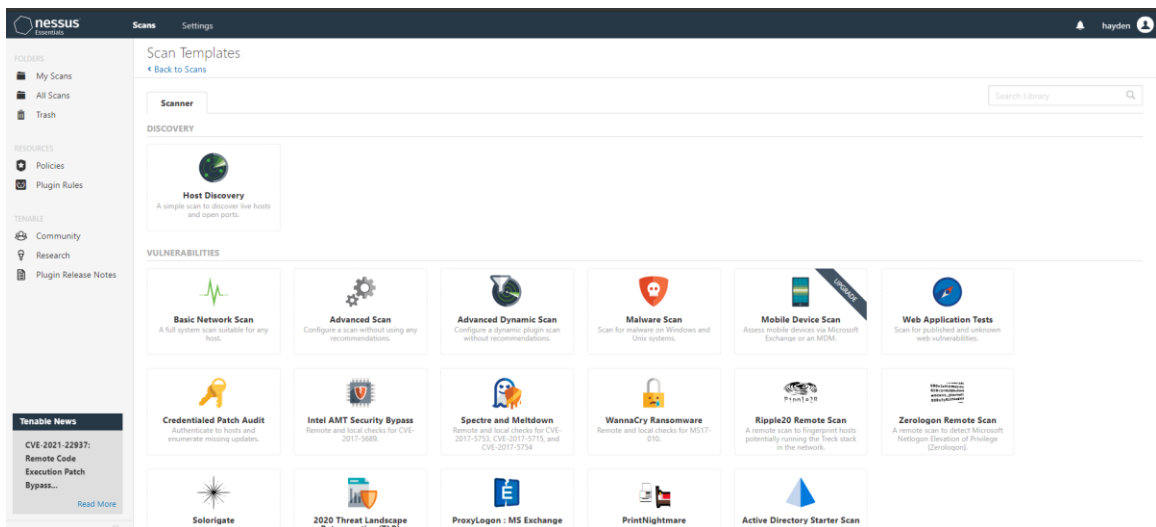 nessus
Essentials
Scans
Settings
hayden
FOLDERS
My Scans
All Scans
Trash
RESOURCES
Policies
Plugin Rules
TENABLE
Community
Research
Plugin Release Notes
Tenable News
CVE-2021-22937:
Remote Code
Execution Patch
Bypass...
Read More
Scan Templates
Back to Scans
Scanner
Search Library
DISCOVERY
Host Discovery
A simple scan to discover live hosts
and open ports.
VULNERABILITIES
Basic Network Scan
A full system scan suitable for any
host.
Advanced Scan
Configure a scan without using any
recommendations.
Advanced Dynamic Scan
Configure a dynamic plugin scan
without recommendations.
Malware Scan
Scan for malware on Windows and
Unix systems.
UPGRADE
Mobile Device Scan
Assess mobile devices via Microsoft
Exchange or an MDM.
Web Application Tests
Scan for published and unknown
web vulnerabilities.
Credentialed Patch Audit
Authenticate to hosts and
enumerate missing updates.
Intel AMT Security Bypass
Remote and local checks for CVE-
2017-5689.
Spectre and Meltdown
Remote and local checks for CVE-
2017-5753, CVE-2017-5715, and
CVE-2017-5754
WannaCry Ransomware
Remote and local checks for MS17-
010.
Ripple20
Ripple20 Remote Scan
A remote scan to fingerprint hosts
potentially running the Treck stack
in the network.
Zerologon Remote Scan
A remote scan to detect Microsoft
Netlogon Elevation of Privilege
(Zerologon).
Solorigate
2020 Threat Landscape
É
ProxyLogon : MS Exchange
PrintNightmare
Active Directory Starter Scan